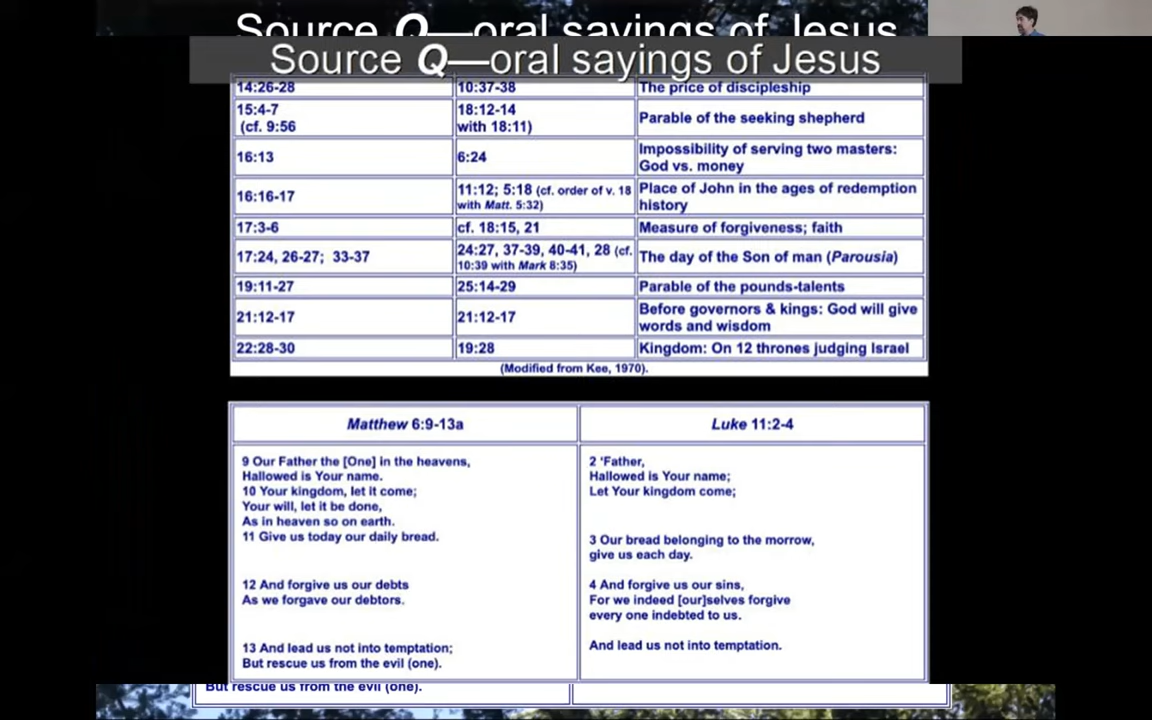 Source Q—oral sayings of Jesus
Source Q—oral sayings of Jesus
14:26-28 10:37-38 The price of discipleship
15:4-7 18:12-14 Parable of the seeking shepherd
(cf. 9:56 with 18:11)
16:13 6:24 Impossibility of serving two masters:
God vs. money
16:16-17 11:12; 5:18 (cf. order of v. 18 Place of John in the ages of redemption
with Matt. 5:32) history
17:3-6 cf. 18:15, 21 Measure of forgiveness; faith
17:24, 26-27; 33-37 24:27, 37-39, 40-41, 28 (cf. The day of the Son of man (Parousia)
10:39 with Mark 8:35)
19:11-27 25:14-29 Parable of the pounds-talents
21:12-17 21:12-17 Before governors & kings: God will give
words and wisdom
22:28-30 19:28 Kingdom: On 12 thrones judging Israel
(Modified from Kee, 1970).
Matthew 6:9-13a
9 Our Father the [One] in the heavens,
Hallowed is Your name.
10 Your kingdom, let it come;
Your will, let it be done,
As in heaven so on earth.
11 Give us today our daily bread.
12 And forgive us our debts
As we forgave our debtors.
13 And lead us not into temptation;
But rescue us from the evil (one).
Luke 11:2-4
2 ‘Father,
Hallowed is Your name;
Let Your kingdom come;
3 Our bread belonging to the morrow,
give us each day.
4 And forgive us our sins,
For we indeed [our]selves forgive
every one indebted to us.
And lead us not into temptation.
But rescue us from the evil (one).